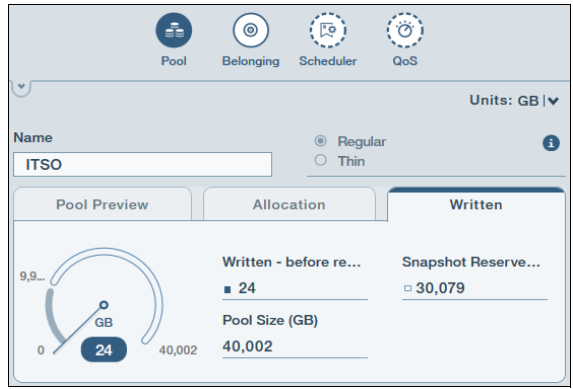 Pool Belonging Scheduler QoS
Units: GB
Name
Regular
Thin
ITSO
Pool Preview Allocation Written
Written - before re... Snapshot Reserve...
24 30,079
Pool Size (GB)
40,002
9,9...
GB
0 24 40,002